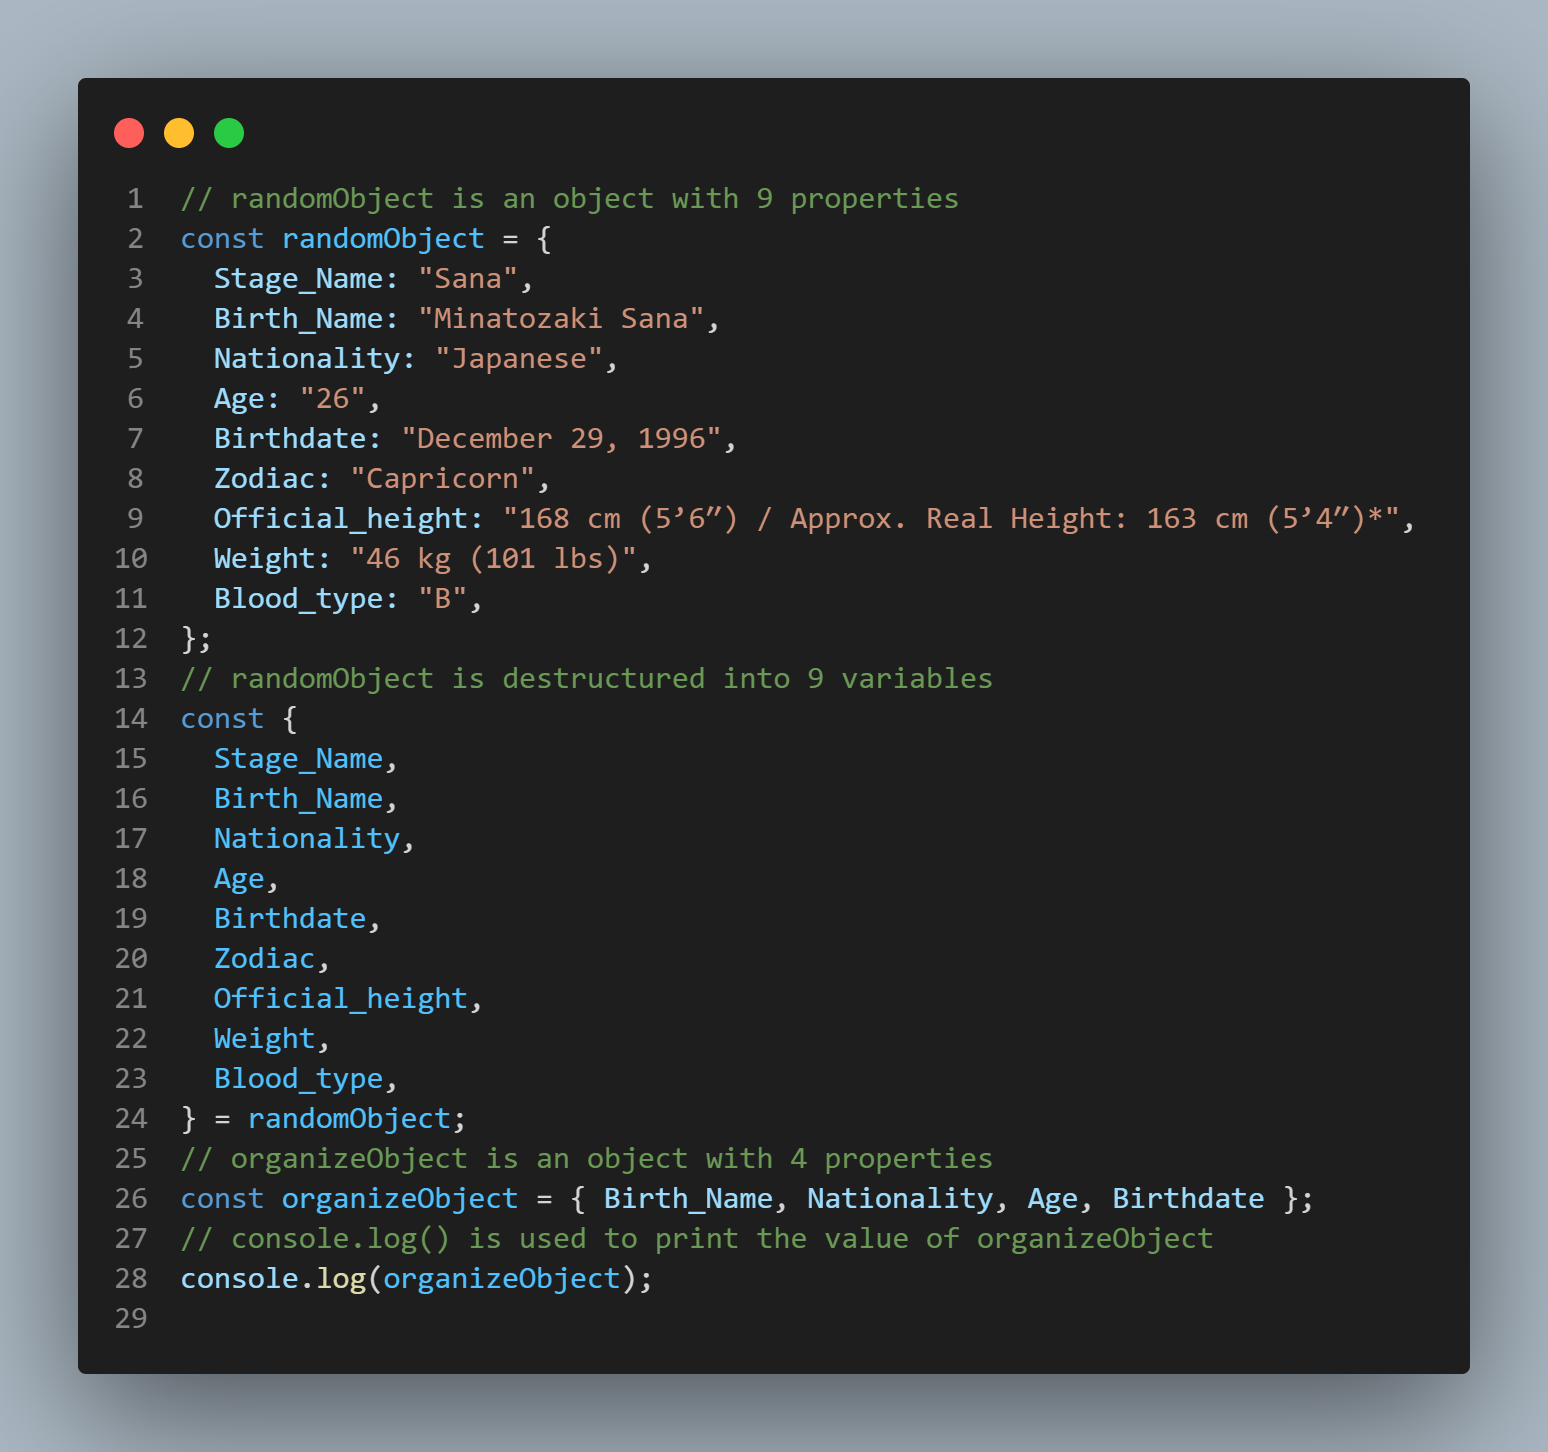 1 // randomObject is an object with 9 properties
2 const randomObject = {
3   Stage_Name: "Sana",
4   Birth_Name: "Minatozaki Sana",
5   Nationality: "Japanese",
6   Age: "26",
7   Birthdate: "December 29, 1996",
8   Zodiac: "Capricorn",
9   Official_height: "168 cm (5’6”) / Approx. Real Height: 163 cm (5’4”)*",
10   Weight: "46 kg (101 lbs)",
11   Blood_type: "B",
12 };
13 // randomObject is destructured into 9 variables
14 const {
15   Stage_Name,
16   Birth_Name,
17   Nationality,
18   Age,
19   Birthdate,
20   Zodiac,
21   Official_height,
22   Weight,
23   Blood_type,
24 } = randomObject;
25 // organizeObject is an object with 4 properties
26 const organizeObject = { Birth_Name, Nationality, Age, Birthdate };
27 // console.log() is used to print the value of organizeObject
28 console.log(organizeObject);
29